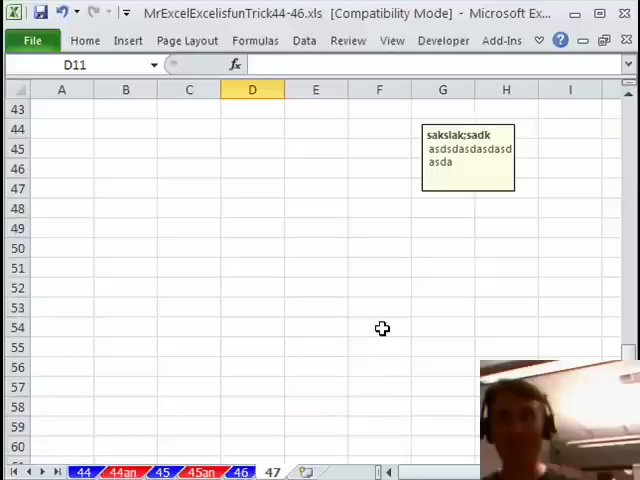 MrExcelExcelisfunTrick44-46.xls [Compatibility Mode] - Microsoft Ex...
File Home Insert Page Layout Formulas Data Review View Developer Add-Ins
D11 fx
A B C D E F G H I
43
44
sakslak;sadk
45 asdsdasdasdasd
46 asda
47
48
49
50
51
52
53
54
55
56
57
58
59
60
44 44an 45 45an 46 47